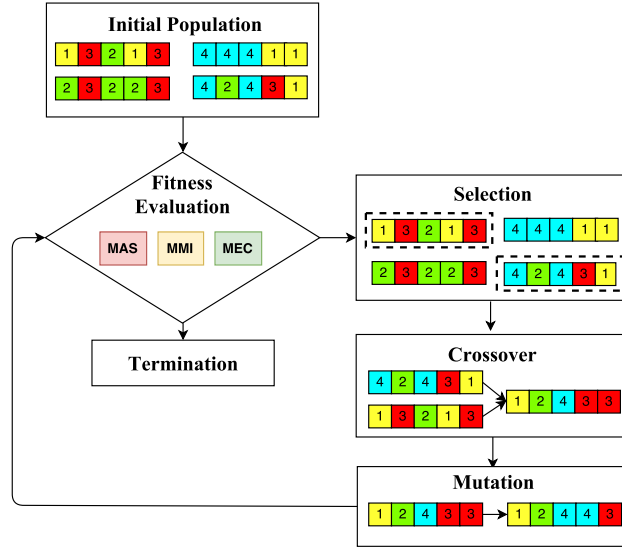 Initial Population
1 3 2 1 3 4 4 4 1 1
2 3 2 2 3 4 2 4 3 1
Fitness
Evaluation
MAS MMI MEC
Termination
Selection
1 3 2 1 3 4 4 4 1 1
2 3 2 2 3 4 2 4 3 1
Crossover
4 2 4 3 1
1 3 2 1 3
1 2 4 3 3
Mutation
1 2 4 3 3 1 2 4 4 3